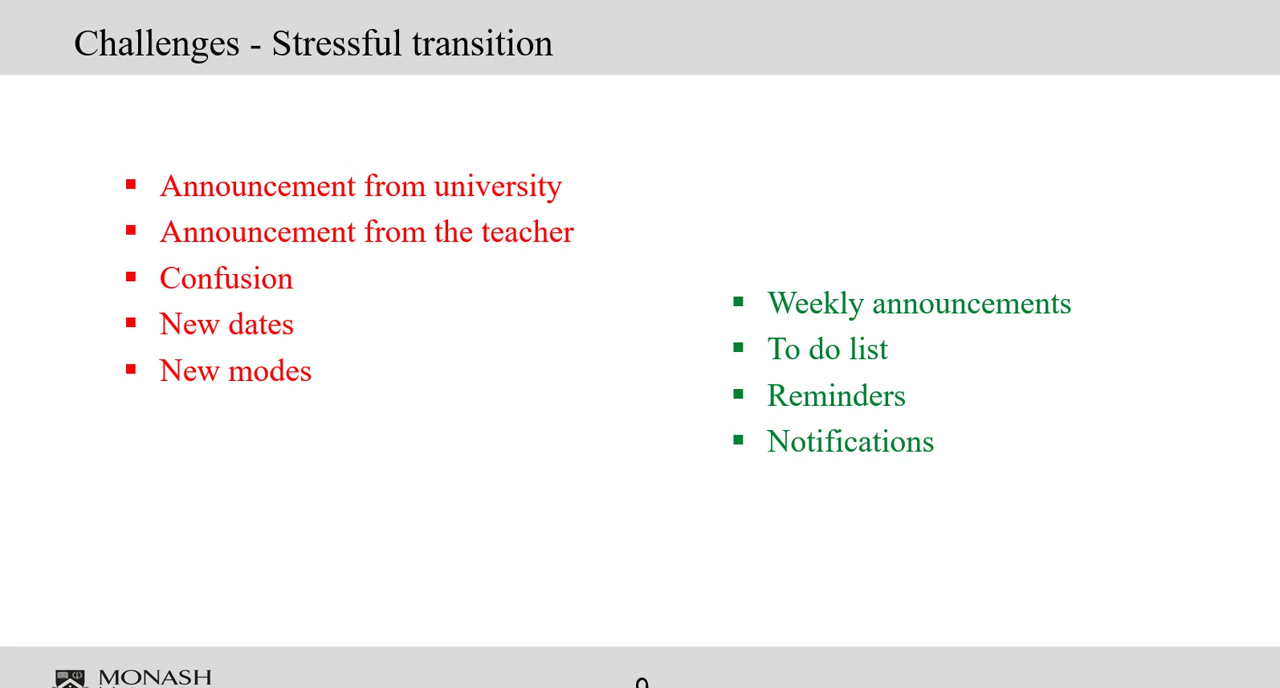 Challenges - Stressful transition
Announcement from university
Announcement from the teacher
Confusion
New dates
New modes
Weekly announcements
To do list
Reminders
Notifications
MONASH